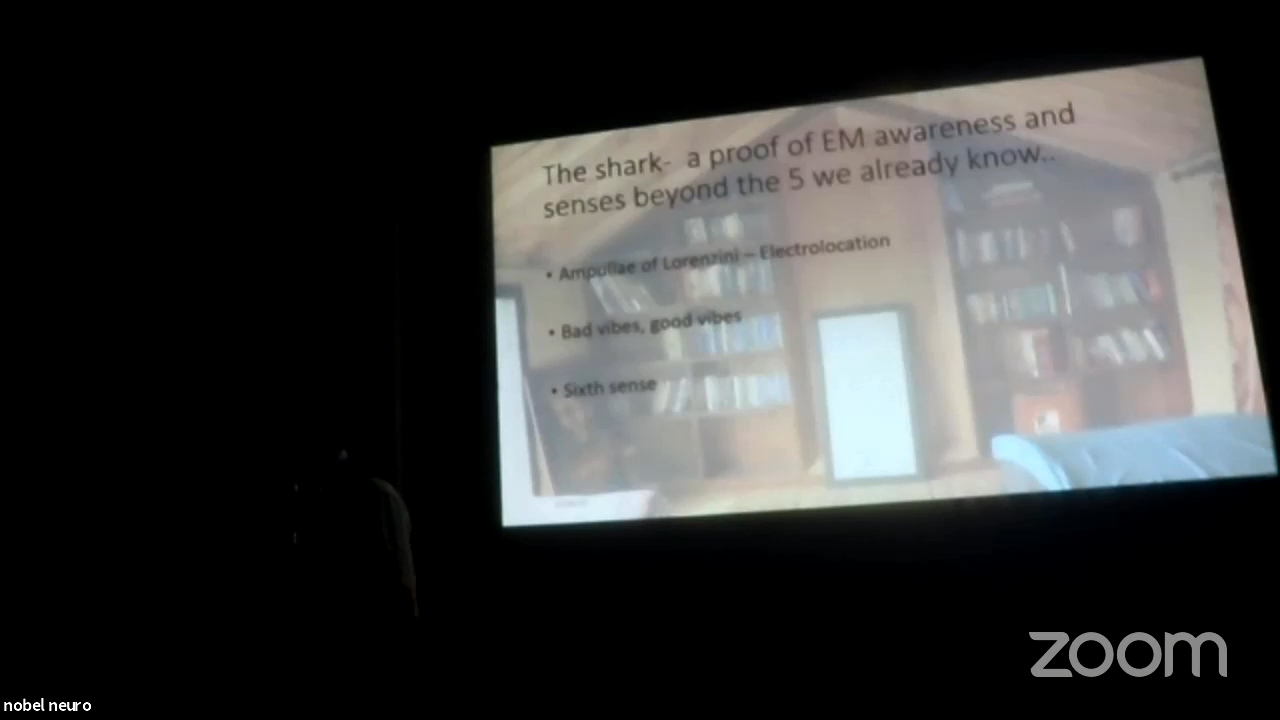 The shark- a proof of EM awareness and
senses beyond the 5 we already know..
• Ampullae of Lorenzini – Electrolocation
• Bad vibes, good vibes
• Sixth sense
zoom
nobel neuro